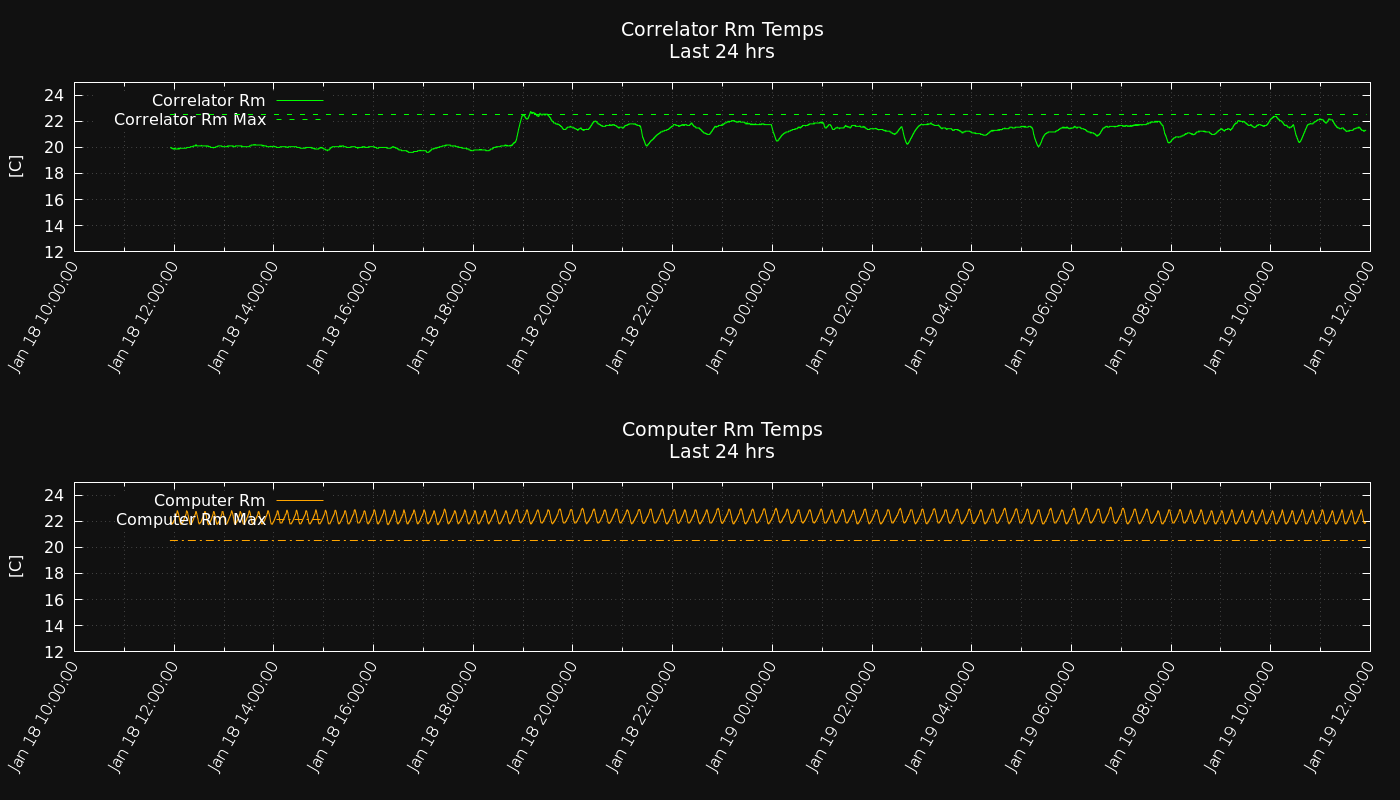 Correlator Rm Temps
Last 24 hrs
Correlator Rm
Correlator Rm Max
24
22
20
18
16
14
12
[C]
Jan 18 10:00:00
Jan 18 12:00:00
Jan 18 14:00:00
Jan 18 16:00:00
Jan 18 18:00:00
Jan 18 20:00:00
Jan 18 22:00:00
Jan 19 00:00:00
Jan 19 02:00:00
Jan 19 04:00:00
Jan 19 06:00:00
Jan 19 08:00:00
Jan 19 10:00:00
Jan 19 12:00:00
Computer Rm Temps
Last 24 hrs
Computer Rm
Computer Rm Max
24
22
20
18
16
14
12
[C]
Jan 18 10:00:00
Jan 18 12:00:00
Jan 18 14:00:00
Jan 18 16:00:00
Jan 18 18:00:00
Jan 18 20:00:00
Jan 18 22:00:00
Jan 19 00:00:00
Jan 19 02:00:00
Jan 19 04:00:00
Jan 19 06:00:00
Jan 19 08:00:00
Jan 19 10:00:00
Jan 19 12:00:00